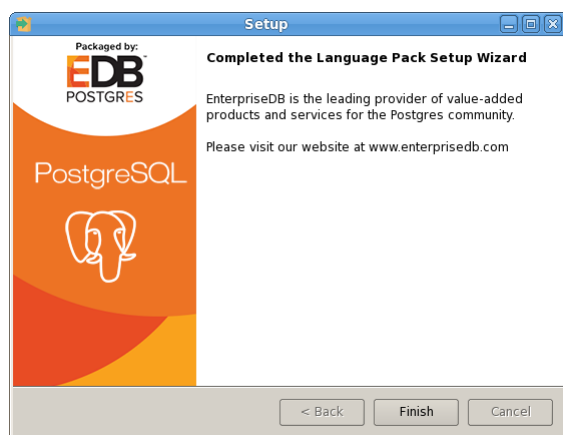 Setup
Packaged by:
EDB
POSTGRES
PostgreSQL
Completed the Language Pack Setup Wizard
EnterpriseDB is the leading provider of value-added
products and services for the Postgres community.
Please visit our website at www.enterprisedb.com
< Back
Finish
Cancel